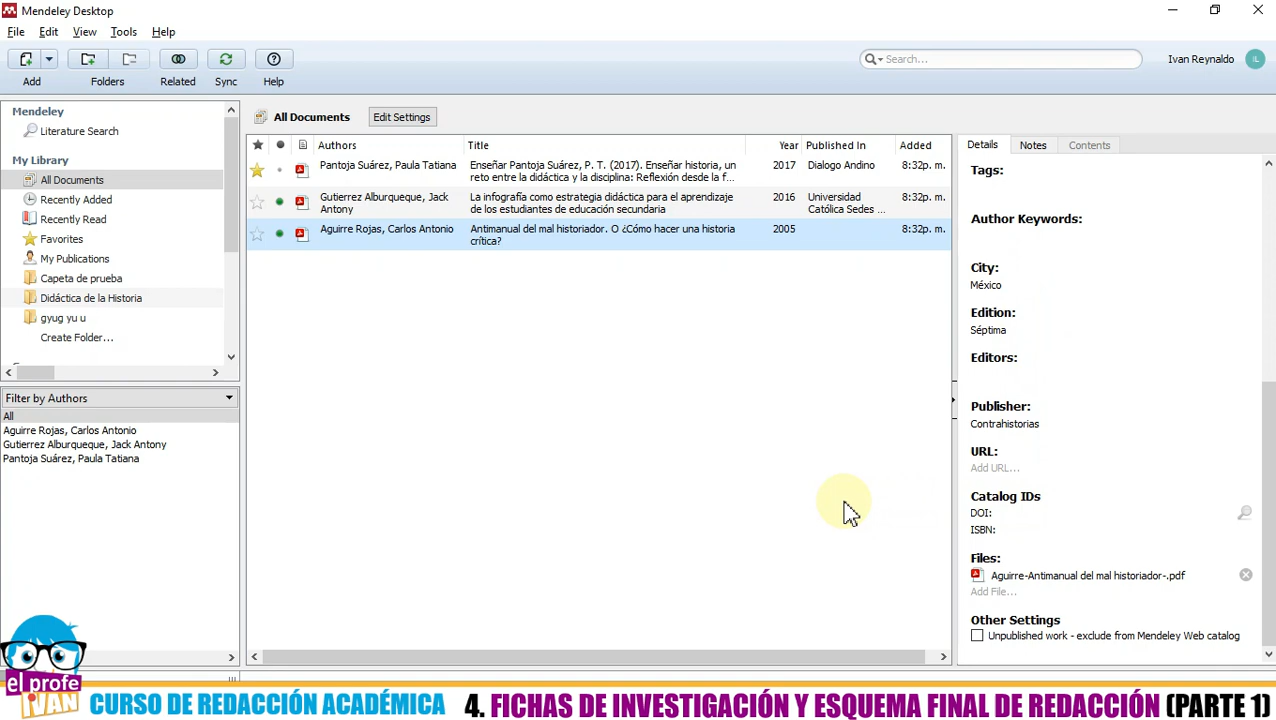 Mendeley Desktop
File Edit View Tools Help
Search...
Ivan Reynaldo
IL
Add Folders Related Sync Help
Mendeley
Literature Search
My Library
All Documents
Recently Added
Recently Read
Favorites
My Publications
Capeta de prueba
Didáctica de la Historia
gyug yu u
Create Folder...
Filter by Authors
All
Aguirre Rojas, Carlos Antonio
Gutierrez Alburqueque, Jack Antony
Pantoja Suárez, Paula Tatiana
All Documents Edit Settings
Authors Title Year Published In Added
Pantoja Suárez, Paula Tatiana Enseñar Pantoja Suárez, P. T. (2017). Enseñar historia, un 2017 Dialogo Andino 8:32p. m.
reto entre la didáctica y la disciplina: Reflexión desde la f...
Gutierrez Alburqueque, Jack La infografía como estrategia didáctica para el aprendizaje 2016 Universidad 8:32p. m.
Antony de los estudiantes de educación secundaria Católica Sedes ...
Aguirre Rojas, Carlos Antonio Antimanual del mal historiador. O ¿Cómo hacer una historia 2005 8:32p. m.
crítica?
Details Notes Contents
Tags:
Author Keywords:
City:
México
Edition:
Séptima
Editors:
Publisher:
Contrahistorias
URL:
Add URL...
Catalog IDs
DOI:
ISBN:
Files:
Aguirre-Antimanual del mal historiador-.pdf
Add File...
Other Settings
Unpublished work - exclude from Mendeley Web catalog
el profe
iVAN
CURSO DE REDACCIÓN ACADÉMICA 4. FICHAS DE INVESTIGACIÓN Y ESQUEMA FINAL DE REDACCIÓN (PARTE 1)